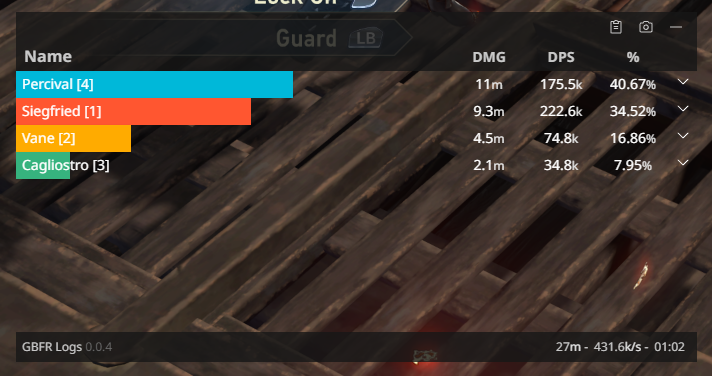 Lock On
Guard LB
Name DMG DPS %
Percival [4] 11m 175.5k 40.67%
Siegfried [1] 9.3m 222.6k 34.52%
Vane [2] 4.5m 74.8k 16.86%
Cagliostro [3] 2.1m 34.8k 7.95%
GBFR Logs 0.0.4 27m - 431.6k/s - 01:02